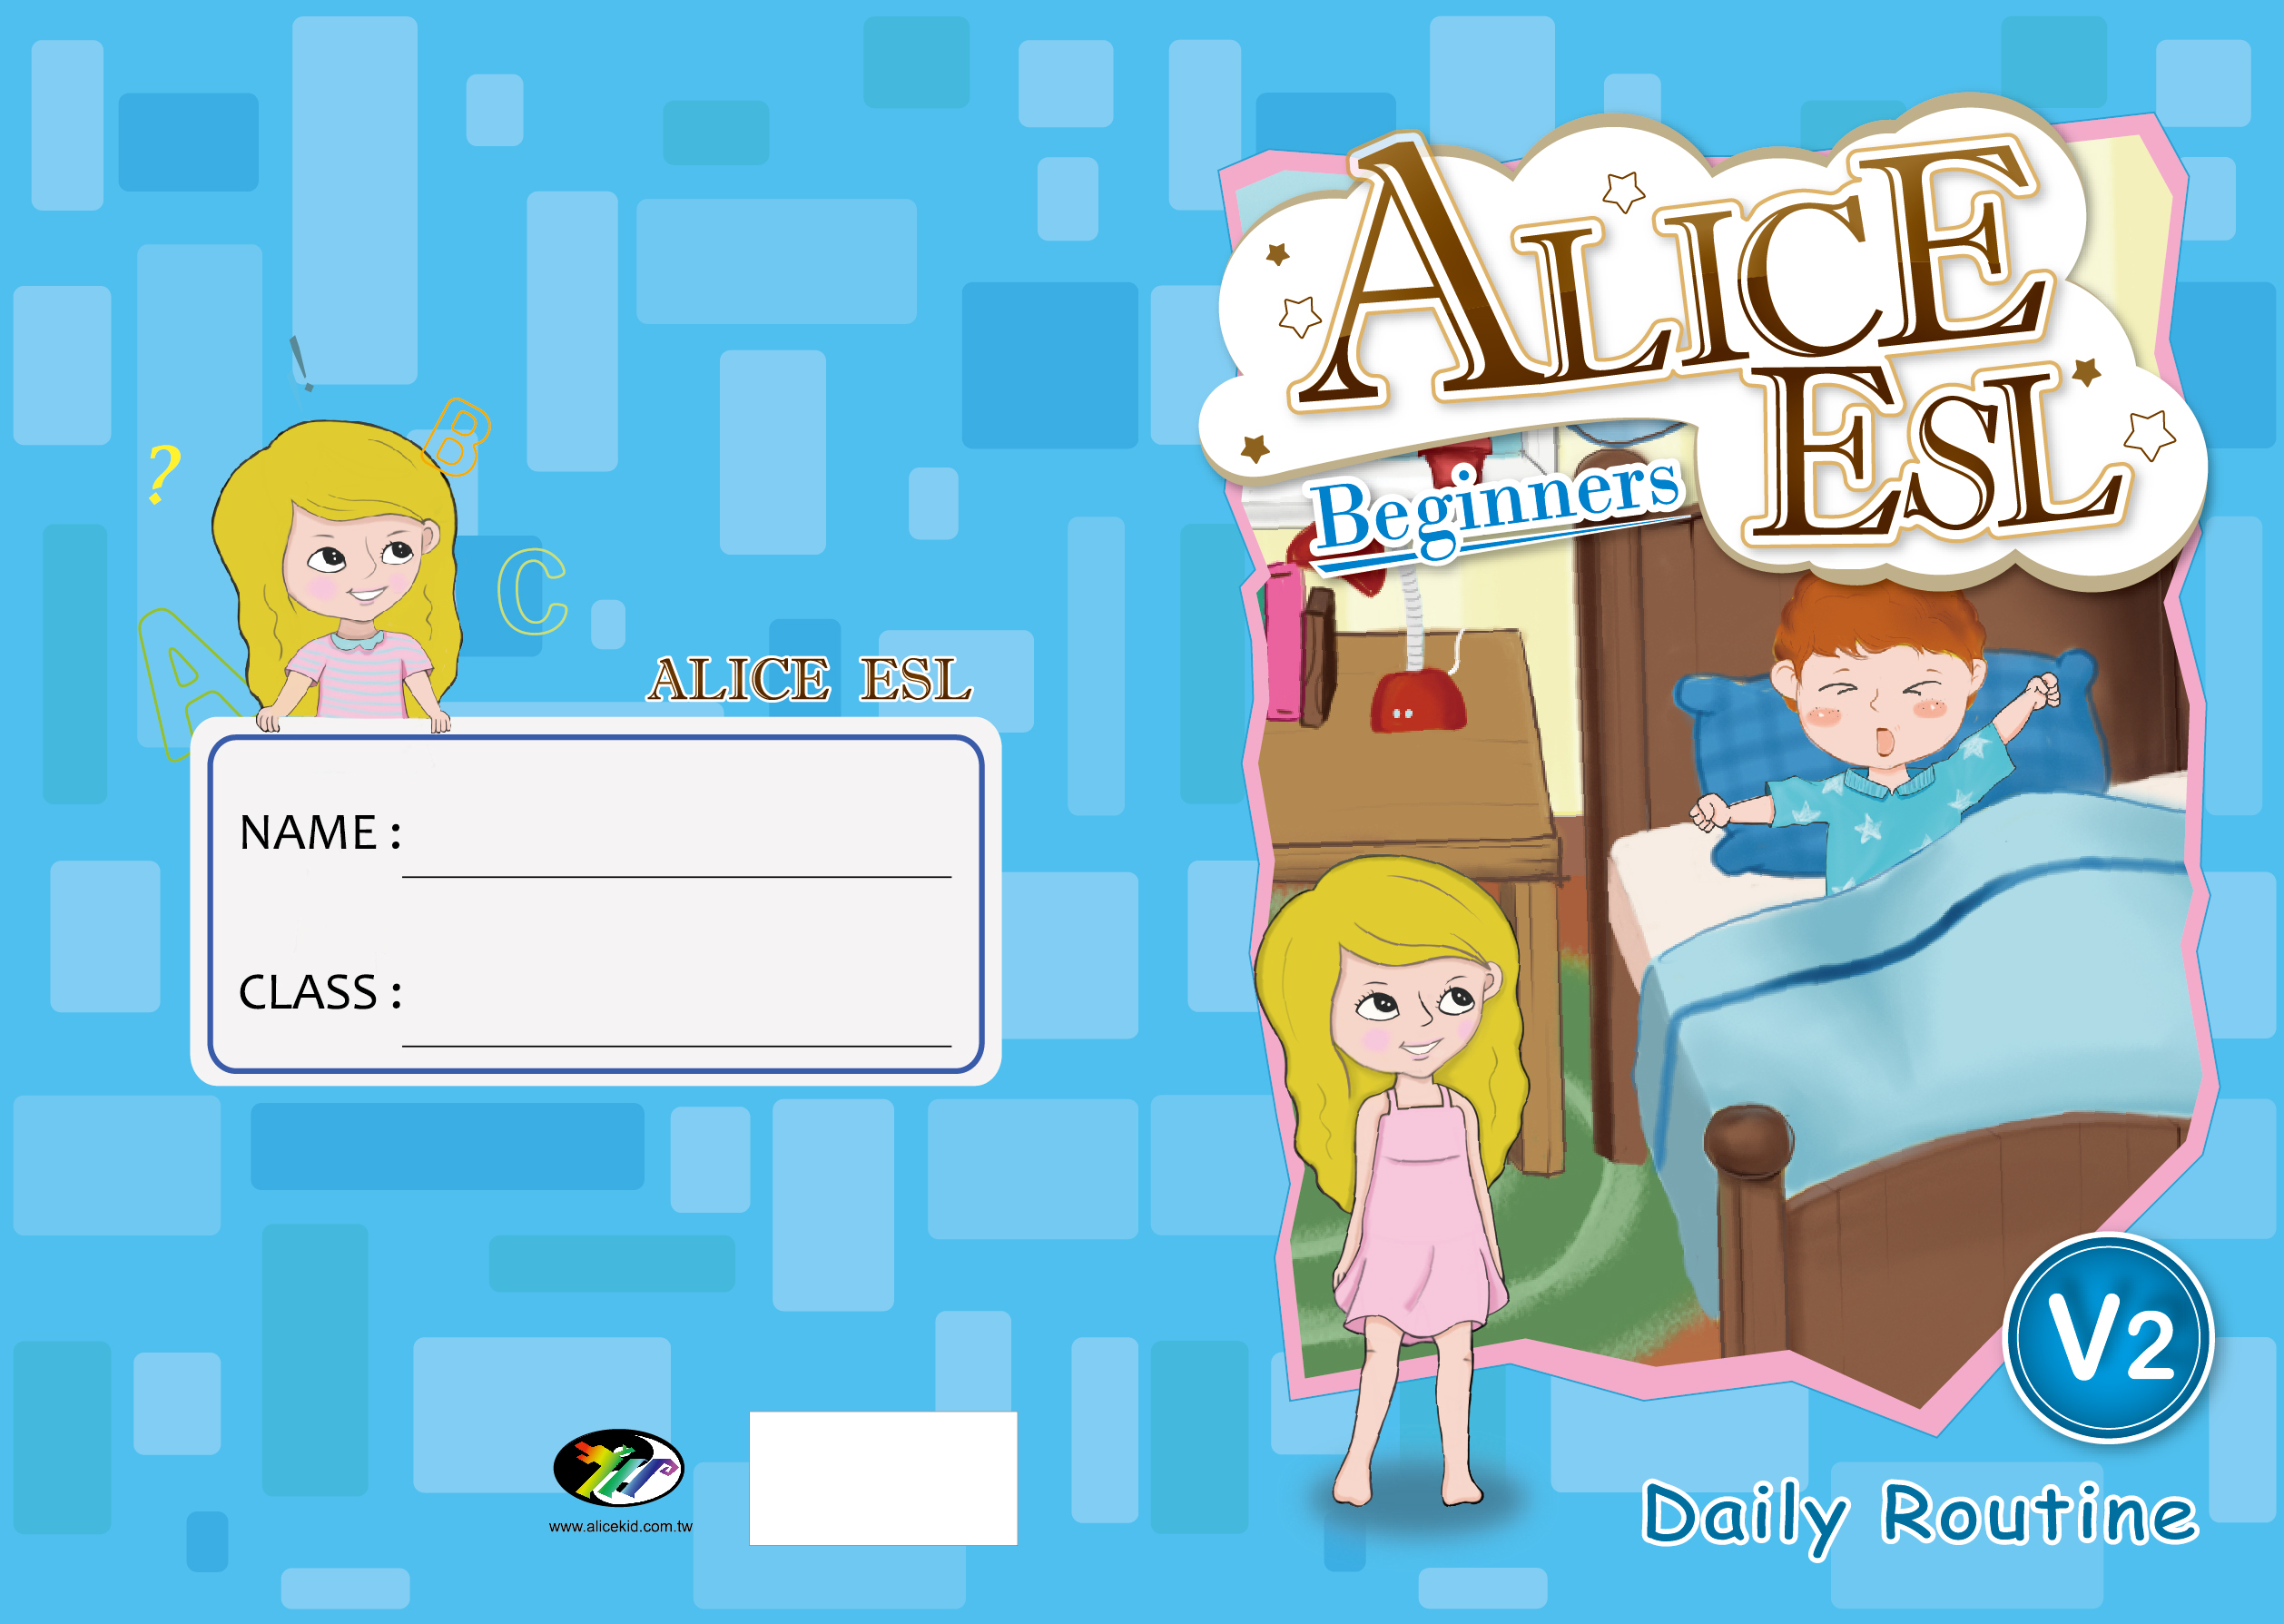 !
?
B
C
A
ALICE ESL
NAME :
CLASS :
www.alicekid.com.tw
ALICE
ESL
Beginners
V2
Daily Routine